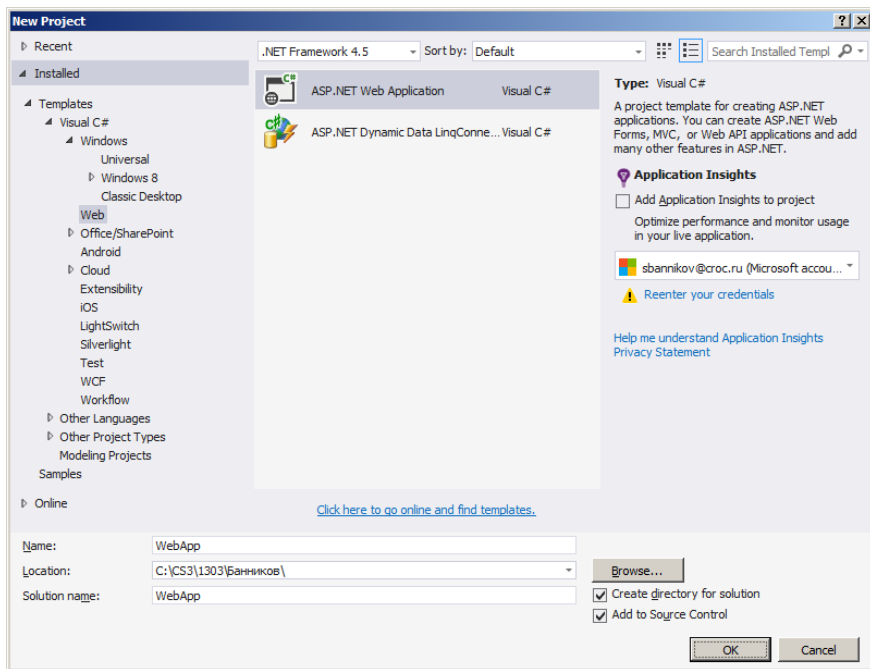 New Project
Recent
.NET Framework 4.5
Sort by: Default
Search Installed Templ
Installed
Templates
Visual C#
Windows
Universal
Windows 8
Classic Desktop
Web
Office/SharePoint
Android
Cloud
Extensibility
iOS
LightSwitch
Silverlight
Test
WCF
Workflow
Other Languages
Other Project Types
Modeling Projects
Samples
Online
ASP.NET Web Application Visual C#
ASP.NET Dynamic Data LinqConne... Visual C#
Click here to go online and find templates.
Type: Visual C#
A project template for creating ASP.NET
applications. You can create ASP.NET Web
Forms, MVC, or Web API applications and add
many other features in ASP.NET.
Application Insights
Add Application Insights to project
Optimize performance and monitor usage
in your live application.
sbannikov@croc.ru (Microsoft accou...
Reenter your credentials
Help me understand Application Insights
Privacy Statement
Name: WebApp
Location: C:\CS3\1303\Банников\
Browse...
Solution name: WebApp
Create directory for solution
Add to Source Control
OK Cancel